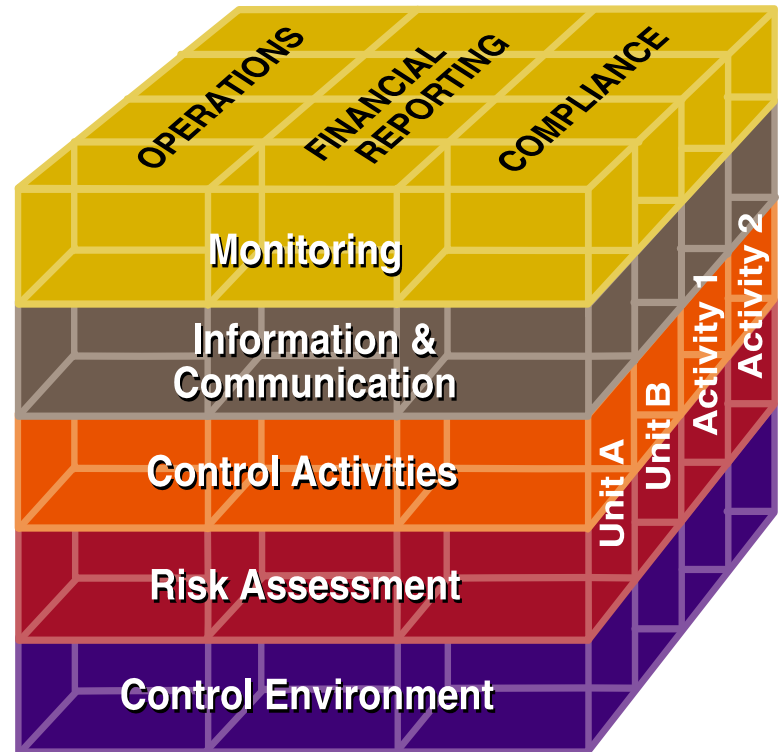 OPERATIONS
FINANCIAL
REPORTING
COMPLIANCE
Monitoring
Information &
Communication
Control Activities
Risk Assessment
Control Environment
Unit A
Unit B
Activity 1
Activity 2